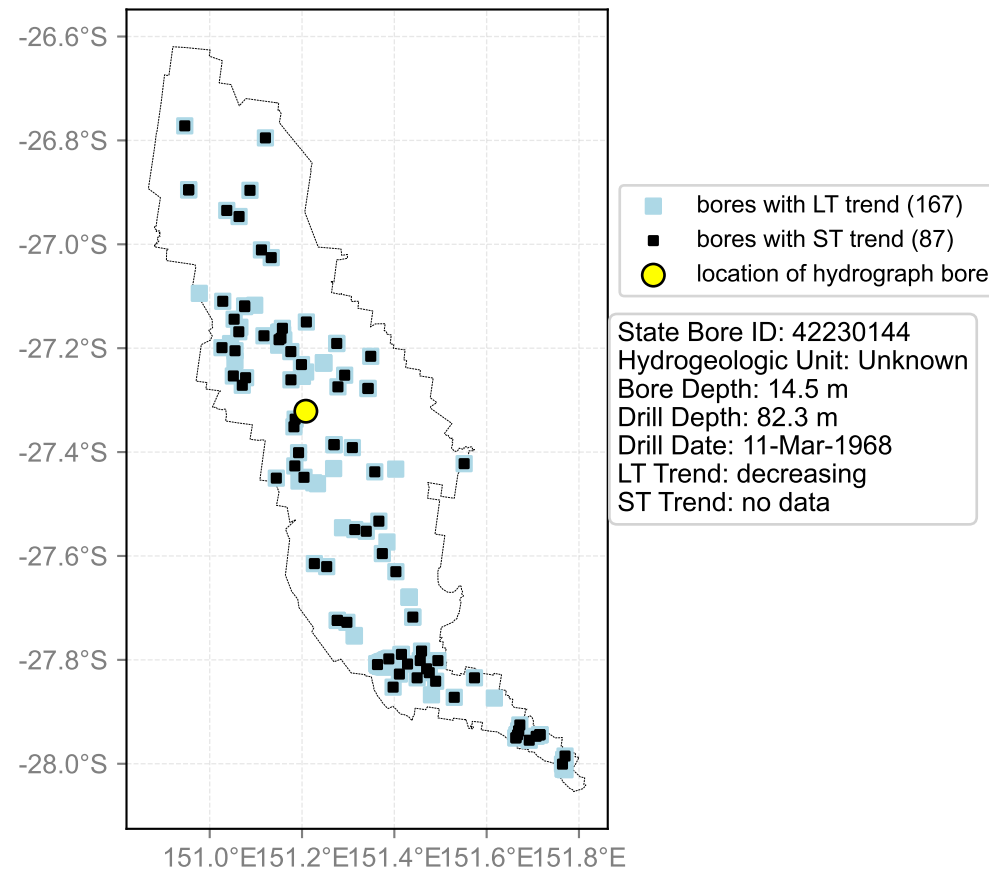 -26.6°S
-26.8°S
-27.0°S
-27.2°S
-27.4°S
-27.6°S
-27.8°S
-28.0°S
151.0°E151.2°E151.4°E151.6°E151.8°E
bores with LT trend (167)
bores with ST trend (87)
location of hydrograph bore
State Bore ID: 42230144
Hydrogeologic Unit: Unknown
Bore Depth: 14.5 m
Drill Depth: 82.3 m
Drill Date: 11-Mar-1968
LT Trend: decreasing
ST Trend: no data